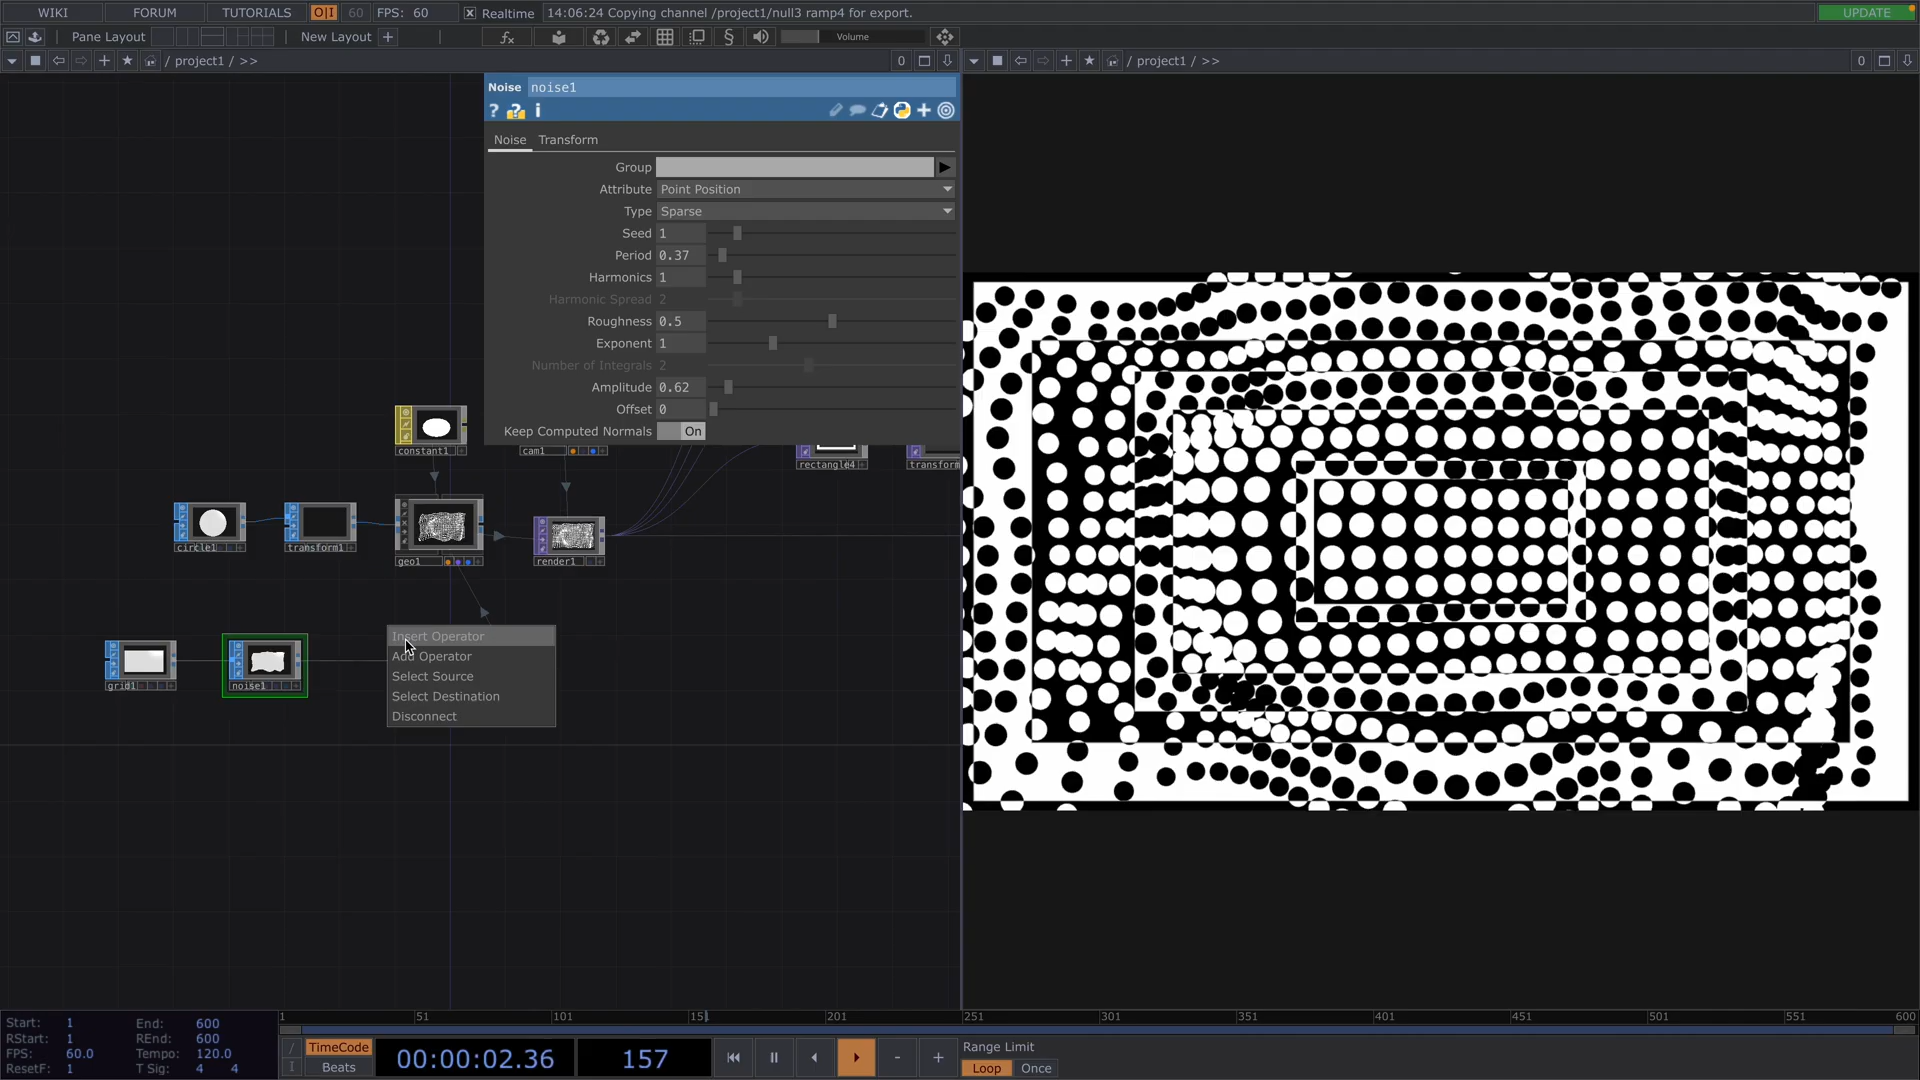 WIKI FORUM TUTORIALS O|I 60 FPS: 60 Realtime 14:06:24 Copying channel /project1/null3 ramp4 for export. UPDATE
Pane Layout New Layout + Volume
/ project1 / >> 0
/ project1 / >> 0
Noise noise1
Noise Transform
Group
Attribute Point Position
Type Sparse
Seed 1
Period 0.37
Harmonics 1
Harmonic Spread 2
Roughness 0.5
Exponent 1
Number of Integrals 2
Amplitude 0.62
Offset 0
Keep Computed Normals On
constant1
cam1
rectangle4
transform
circle1
transform1
geo1
render1
grid1
noise1
Insert Operator
Add Operator
Select Source
Select Destination
Disconnect
1 51 101 151 201 251 301 351 401 451 501 551 600
Start: 1 End: 600
RStart: 1 REnd: 600
FPS: 60.0 Tempo: 120.0
ResetF: 1 T Sig: 4 4
TimeCode
Beats
00:00:02.36
157
Range Limit
Loop Once